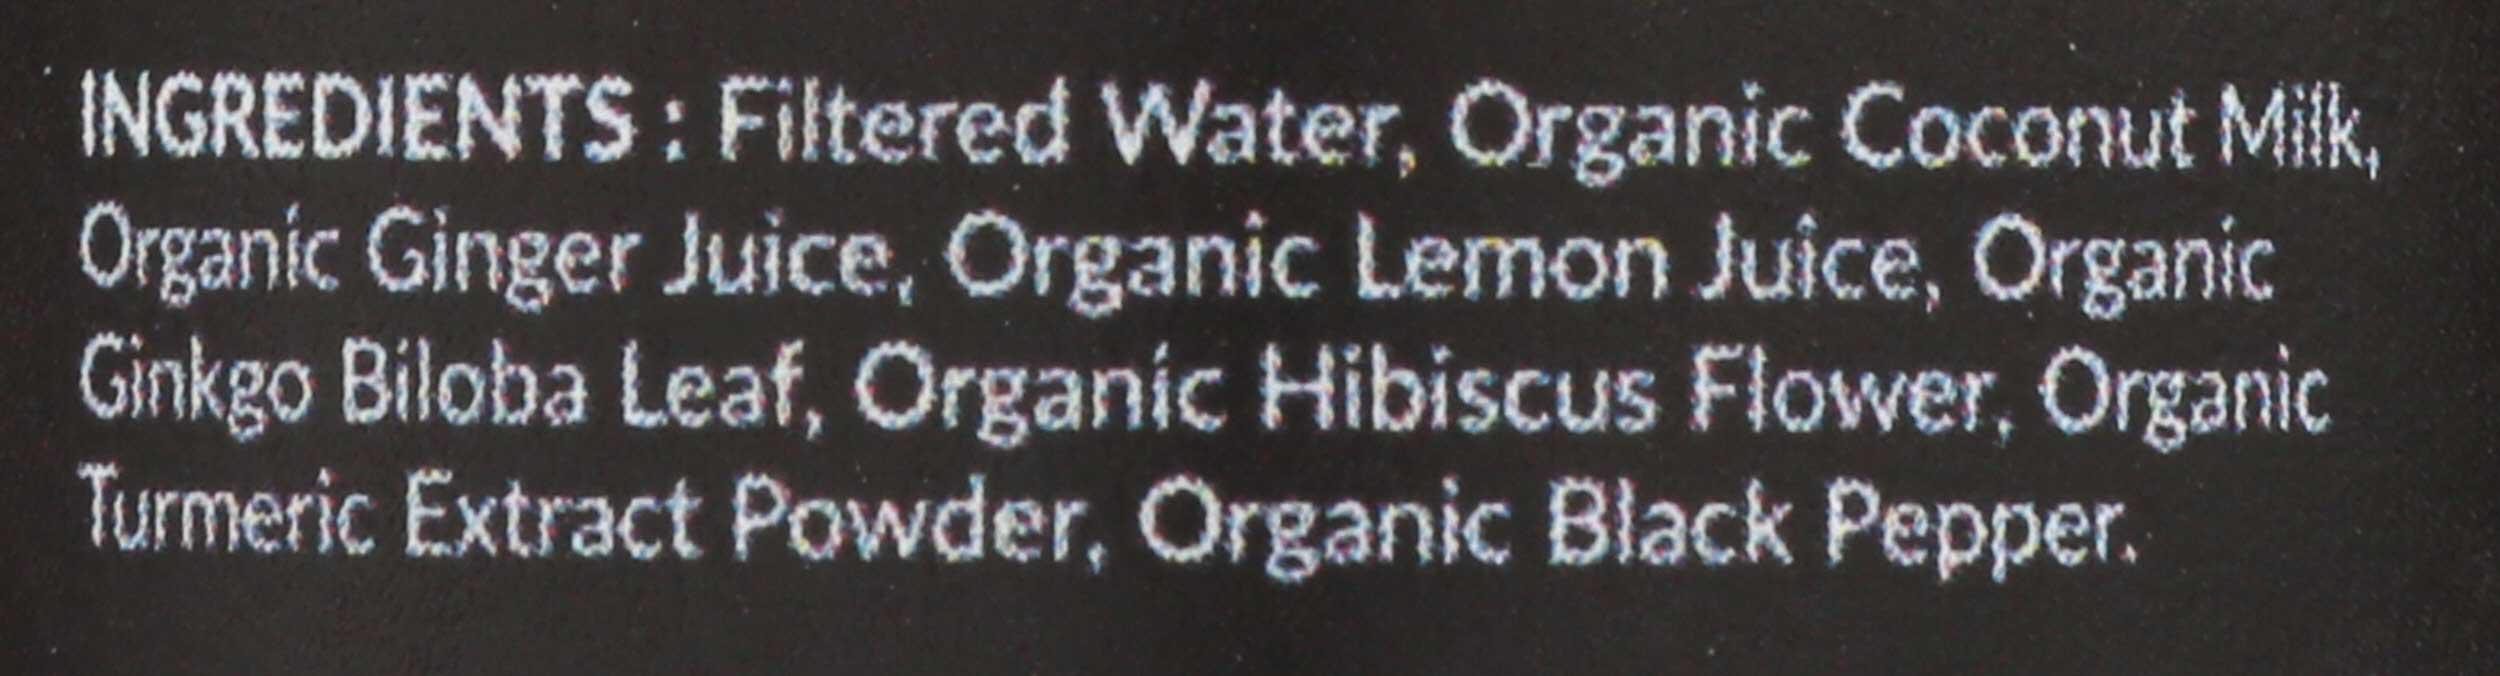 INGREDIENTS : Filtered Water, Organic Coconut Milk,
Organic Ginger Juice, Organic Lemon Juice, Organic
Ginkgo Biloba Leaf, Organic Hibiscus Flower, Organic
Turmeric Extract Powder, Organic Black Pepper.